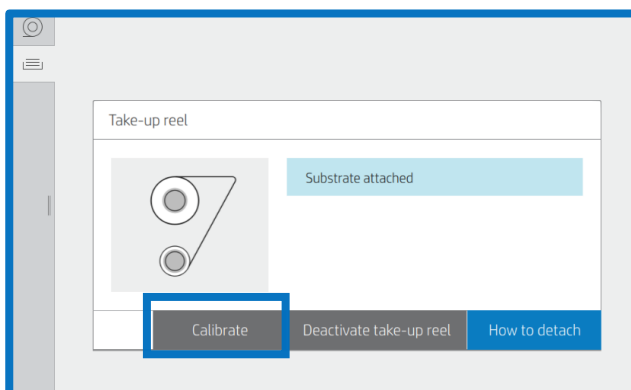 Take-up reel
Substrate attached
Calibrate
Deactivate take-up reel
How to detach